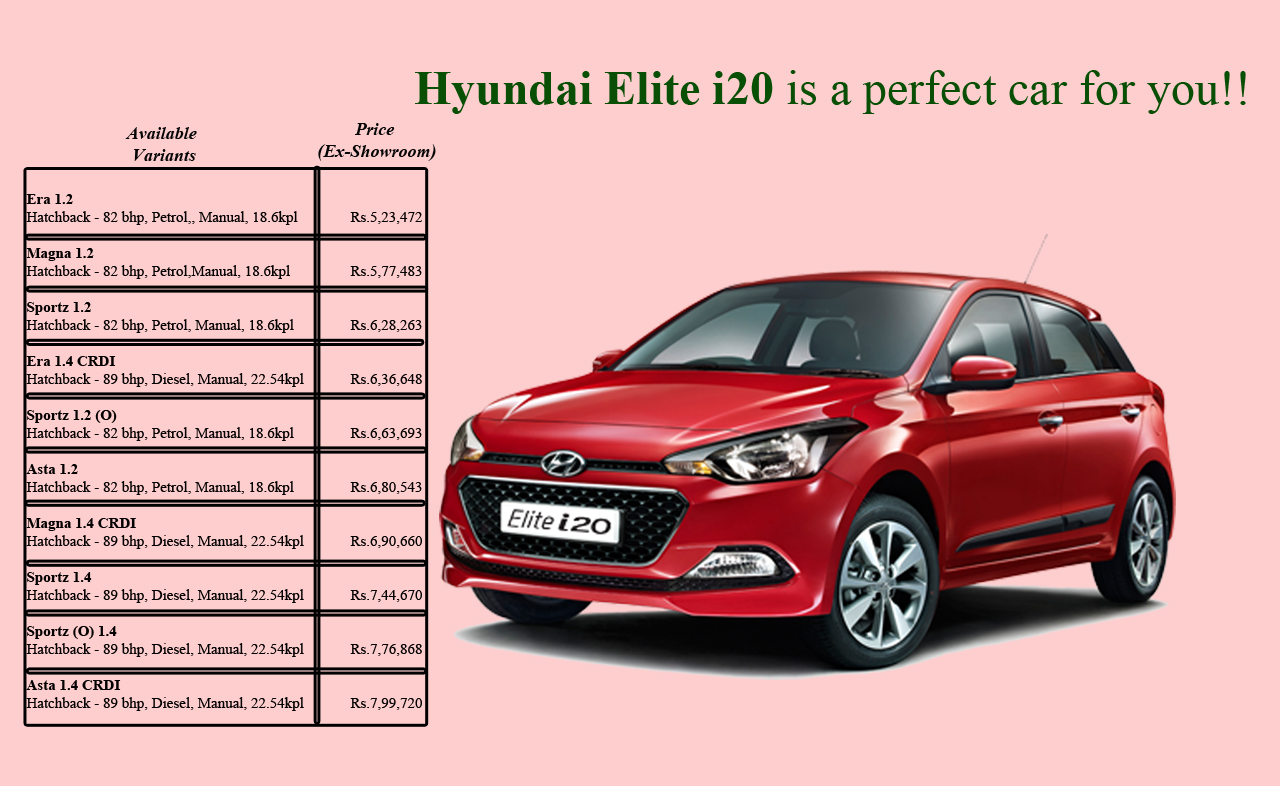 Hyundai Elite i20 is a perfect car for you!!
Available
Variants
Price
(Ex-Showroom)
Era 1.2
Hatchback - 82 bhp, Petrol,, Manual, 18.6kpl Rs.5,23,472
Magna 1.2
Hatchback - 82 bhp, Petrol,Manual, 18.6kpl Rs.5,77,483
Sportz 1.2
Hatchback - 82 bhp, Petrol, Manual, 18.6kpl Rs.6,28,263
Era 1.4 CRDI
Hatchback - 89 bhp, Diesel, Manual, 22.54kpl Rs.6,36,648
Sportz 1.2 (O)
Hatchback - 82 bhp, Petrol, Manual, 18.6kpl Rs.6,63,693
Asta 1.2
Hatchback - 82 bhp, Petrol, Manual, 18.6kpl Rs.6,80,543
Magna 1.4 CRDI
Hatchback - 89 bhp, Diesel, Manual, 22.54kpl Rs.6,90,660
Sportz 1.4
Hatchback - 89 bhp, Diesel, Manual, 22.54kpl Rs.7,44,670
Sportz (O) 1.4
Hatchback - 89 bhp, Diesel, Manual, 22.54kpl Rs.7,76,868
Asta 1.4 CRDI
Hatchback - 89 bhp, Diesel, Manual, 22.54kpl Rs.7,99,720
Elite i20